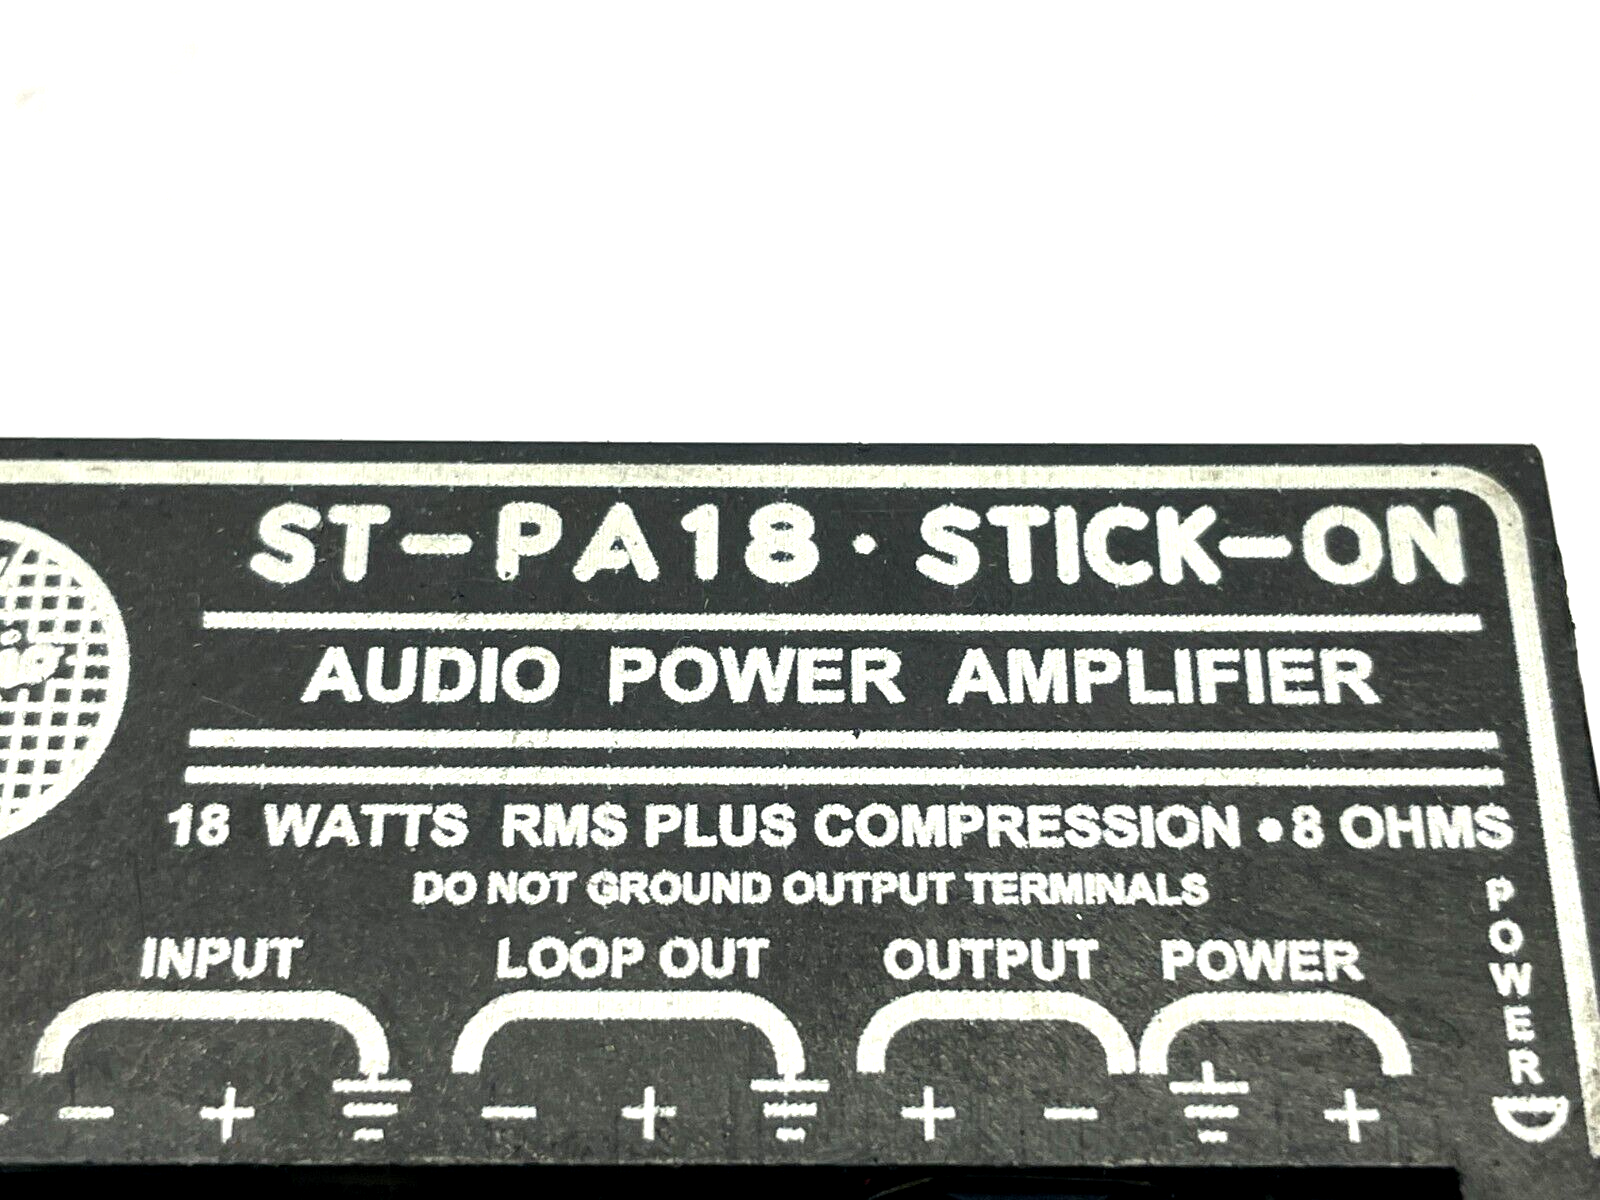 ST-PA18 · STICK-ON
AUDIO POWER AMPLIFIER
18 WATTS RMS PLUS COMPRESSION • 8 OHMS
DO NOT GROUND OUTPUT TERMINALS
INPUT LOOP OUT OUTPUT POWER
- + - + + - +
POWER